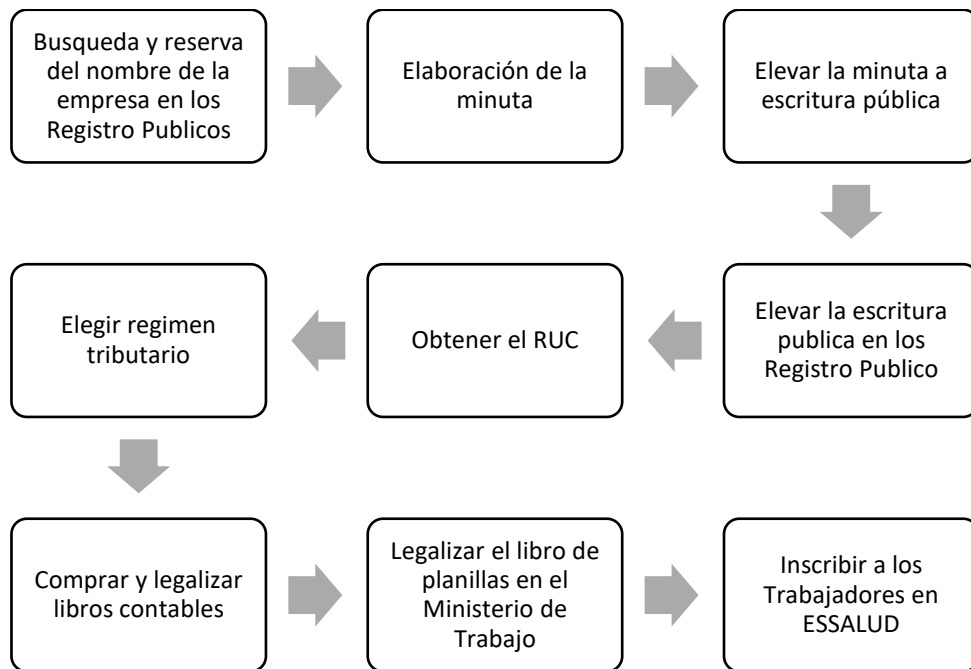 Busqueda y reserva
del nombre de la
empresa en los
Registro Publicos
Elaboración de la
minuta
Elevar la minuta a
escritura pública
Elevar la escritura
publica en los
Registro Publico
Obtener el RUC
Elegir regimen
tributario
Comprar y legalizar
libros contables
Legalizar el libro de
planillas en el
Ministerio de
Trabajo
Inscribir a los
Trabajadores en
ESSALUD